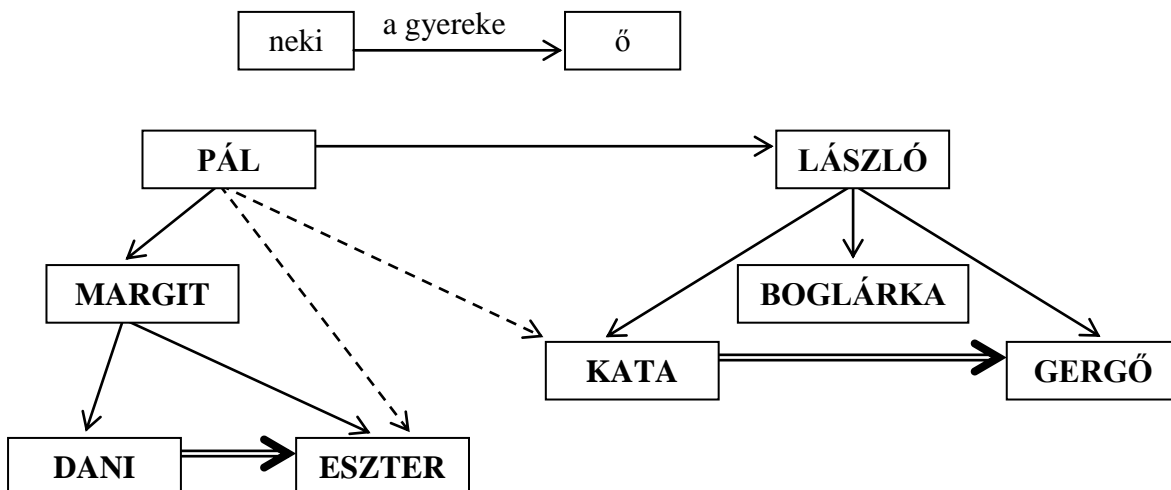 neki a gyereke ő
PÁL LÁSZLÓ
MARGIT BOGLÁRKA
KATA GERGŐ
DANI ESZTER